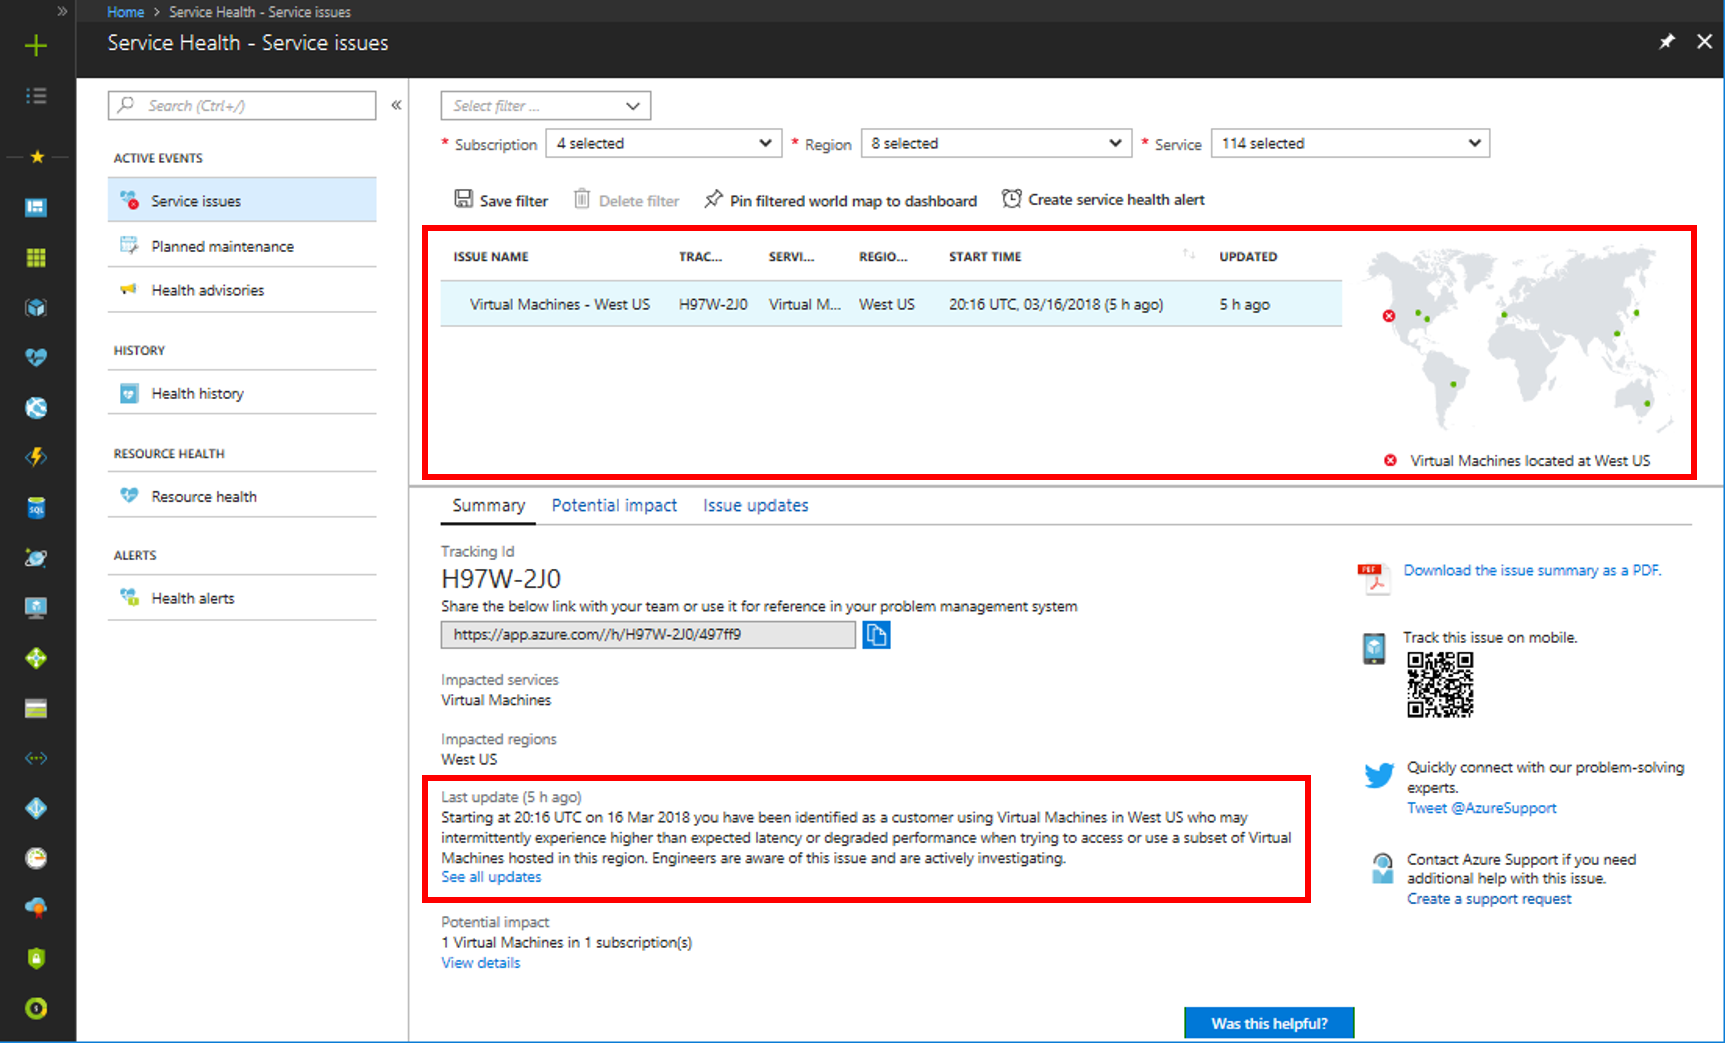 Home > Service Health - Service issues
Service Health - Service issues
Search (Ctrl+/)
ACTIVE EVENTS
Service issues
Planned maintenance
Health advisories
HISTORY
Health history
RESOURCE HEALTH
Resource health
ALERTS
Health alerts
Select filter ...
* Subscription 4 selected * Region 8 selected * Service 114 selected
Save filter Delete filter Pin filtered world map to dashboard Create service health alert
ISSUE NAME TRAC... SERVI... REGIO... START TIME UPDATED
Virtual Machines - West US H97W-2J0 Virtual M... West US 20:16 UTC, 03/16/2018 (5 h ago) 5 h ago
Virtual Machines located at West US
Summary Potential impact Issue updates
Tracking Id
H97W-2J0
Share the below link with your team or use it for reference in your problem management system
https://app.azure.com//h/H97W-2J0/497ff9
Impacted services
Virtual Machines
Impacted regions
West US
Last update (5 h ago)
Starting at 20:16 UTC on 16 Mar 2018 you have been identified as a customer using Virtual Machines in West US who may
intermittently experience higher than expected latency or degraded performance when trying to access or use a subset of Virtual
Machines hosted in this region. Engineers are aware of this issue and are actively investigating.
See all updates
Potential impact
1 Virtual Machines in 1 subscription(s)
View details
PDF
Download the issue summary as a PDF.
Track this issue on mobile.
Quickly connect with our problem-solving
experts.
Tweet @AzureSupport
Contact Azure Support if you need
additional help with this issue.
Create a support request
Was this helpful?
SQL